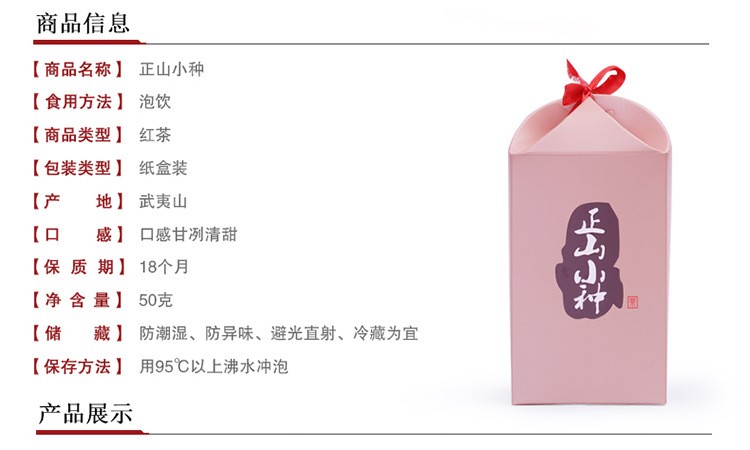 商品信息
【商品名称】 正山小种
【食用方法】 泡饮
【商品类型】 红茶
【包装类型】 纸盒装
【产 地】 武夷山
【口 感】 口感甘冽清甜
【保 质 期】 18个月
【净 含 量】 50克
【储 藏】 防潮湿、防异味、避光直射、冷藏为宜
【保存方法】 用95℃以上沸水冲泡
正山小种
产品展示